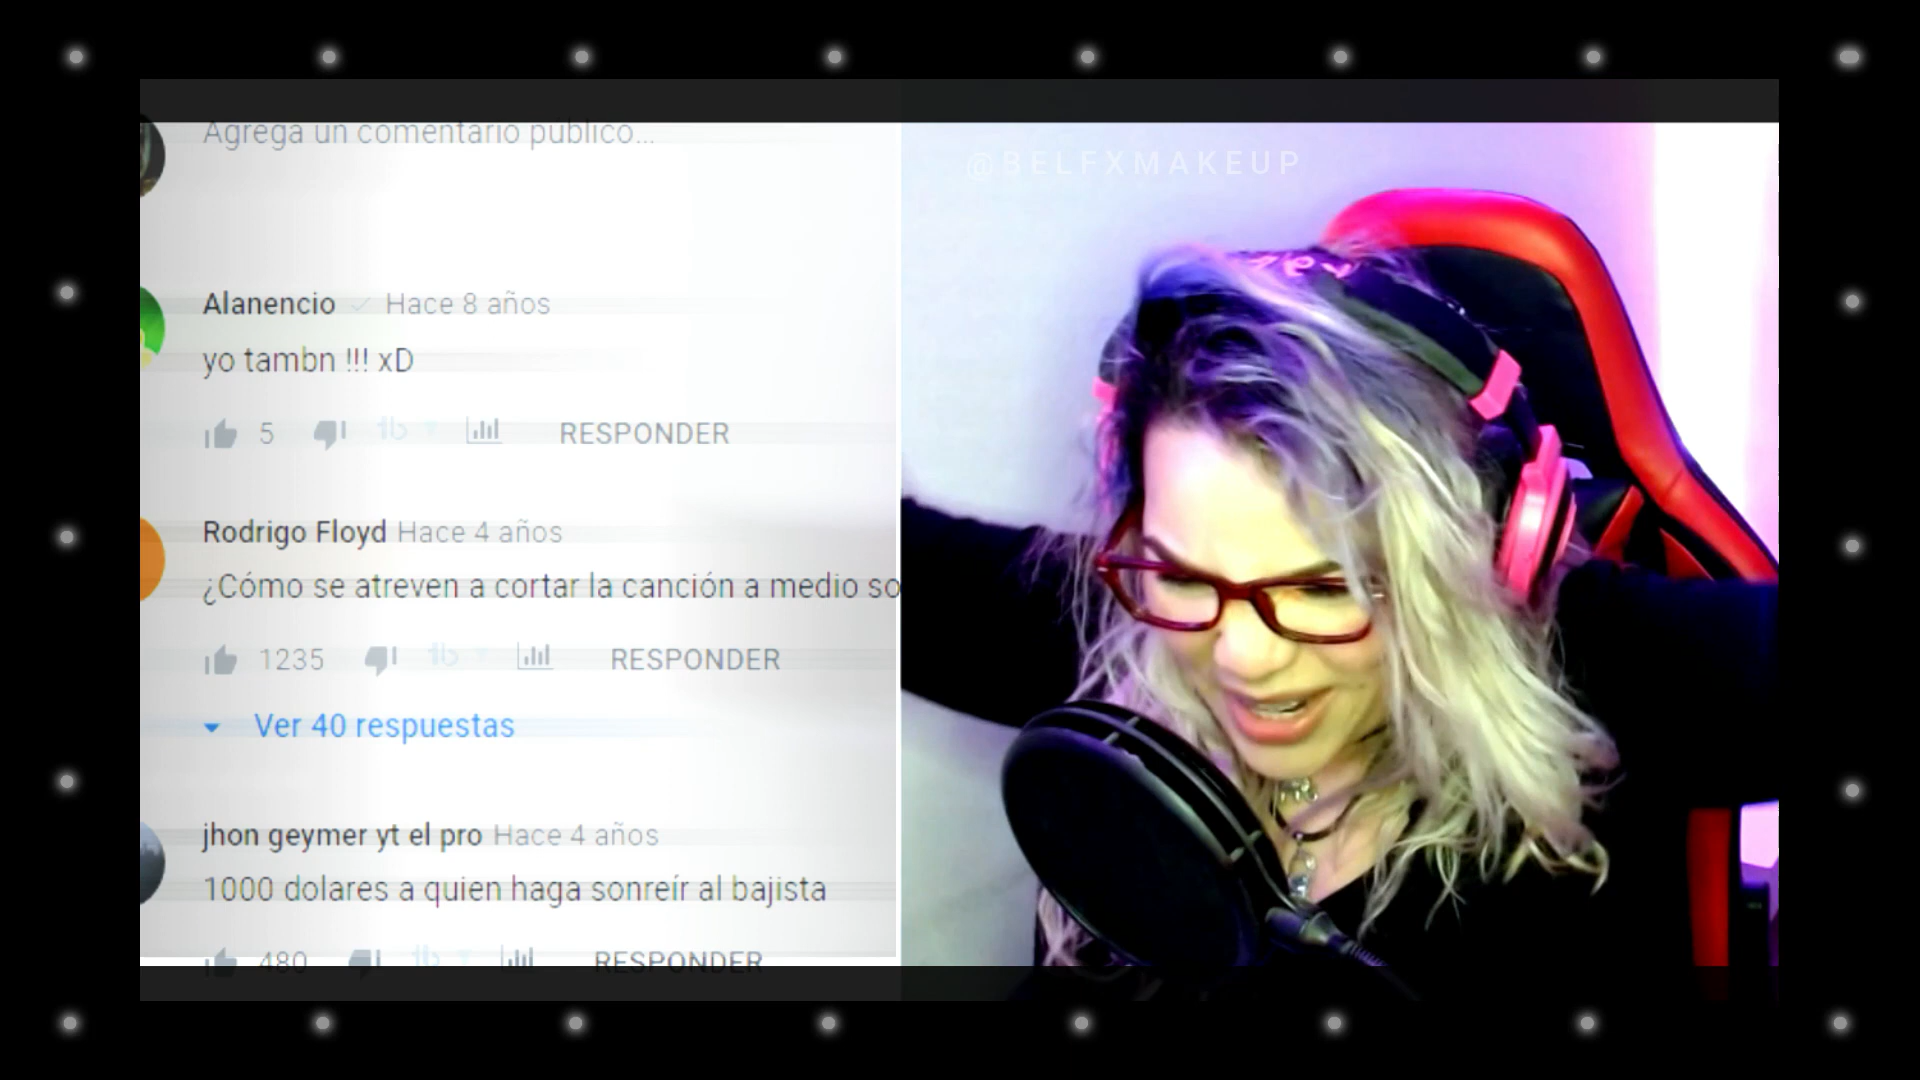 Agrega un comentario público...
@BELFXMAKEUP
Alanencio Hace 8 años
yo tambn !!! xD
5 RESPONDER
Rodrigo Floyd Hace 4 años
¿Cómo se atreven a cortar la canción a medio so
1235 RESPONDER
Ver 40 respuestas
jhon geymer yt el pro Hace 4 años
1000 dolares a quien haga sonreír al bajista
480 RESPONDER